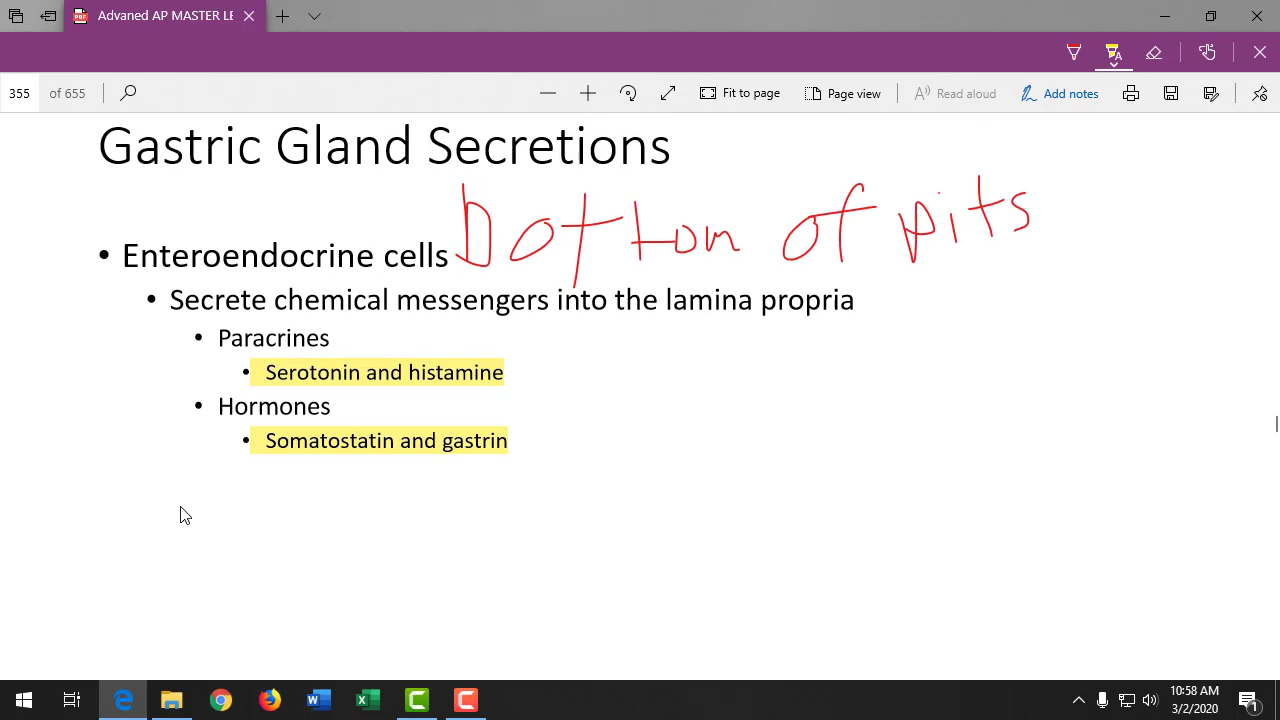 Advaned AP MASTER LE
355 of 655
Fit to page
Page view
Read aloud
Add notes
Gastric Gland Secretions
bottom of pits
• Enteroendocrine cells
• Secrete chemical messengers into the lamina propria
• Paracrines
• Serotonin and histamine
• Hormones
• Somatostatin and gastrin
10:58 AM
3/2/2020
1